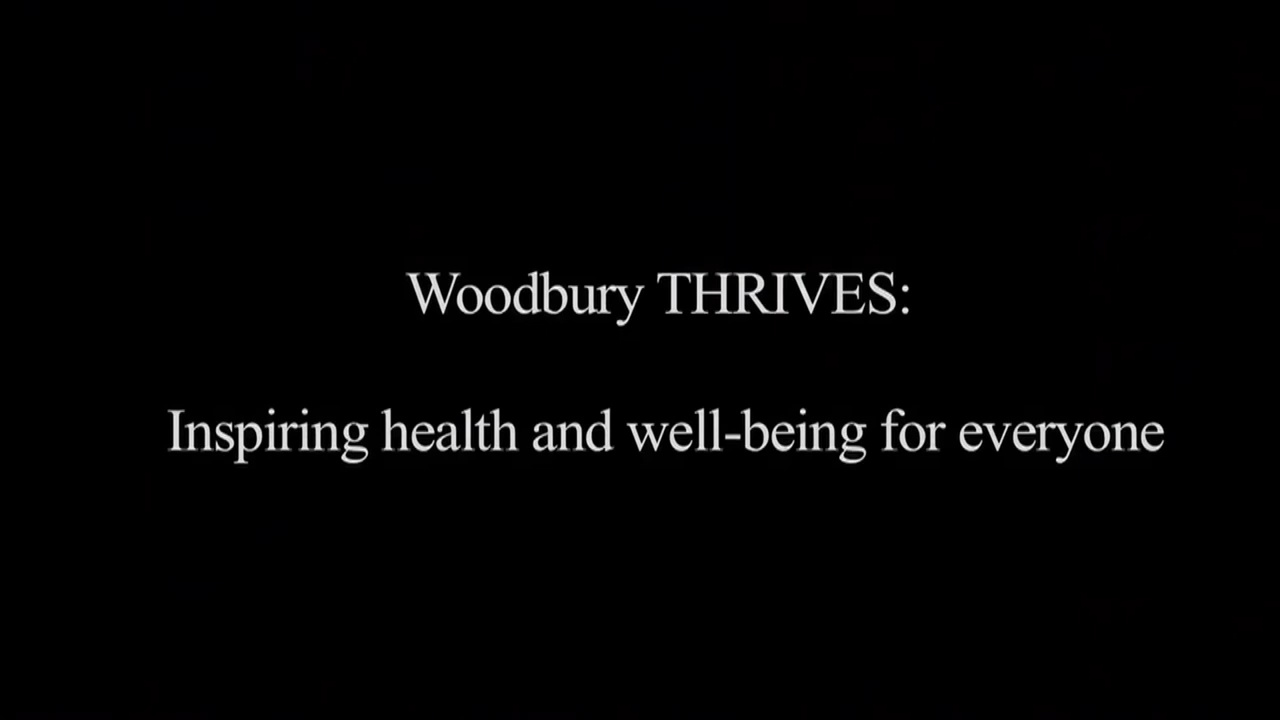 Woodbury THRIVES:
Inspiring health and well-being for everyone